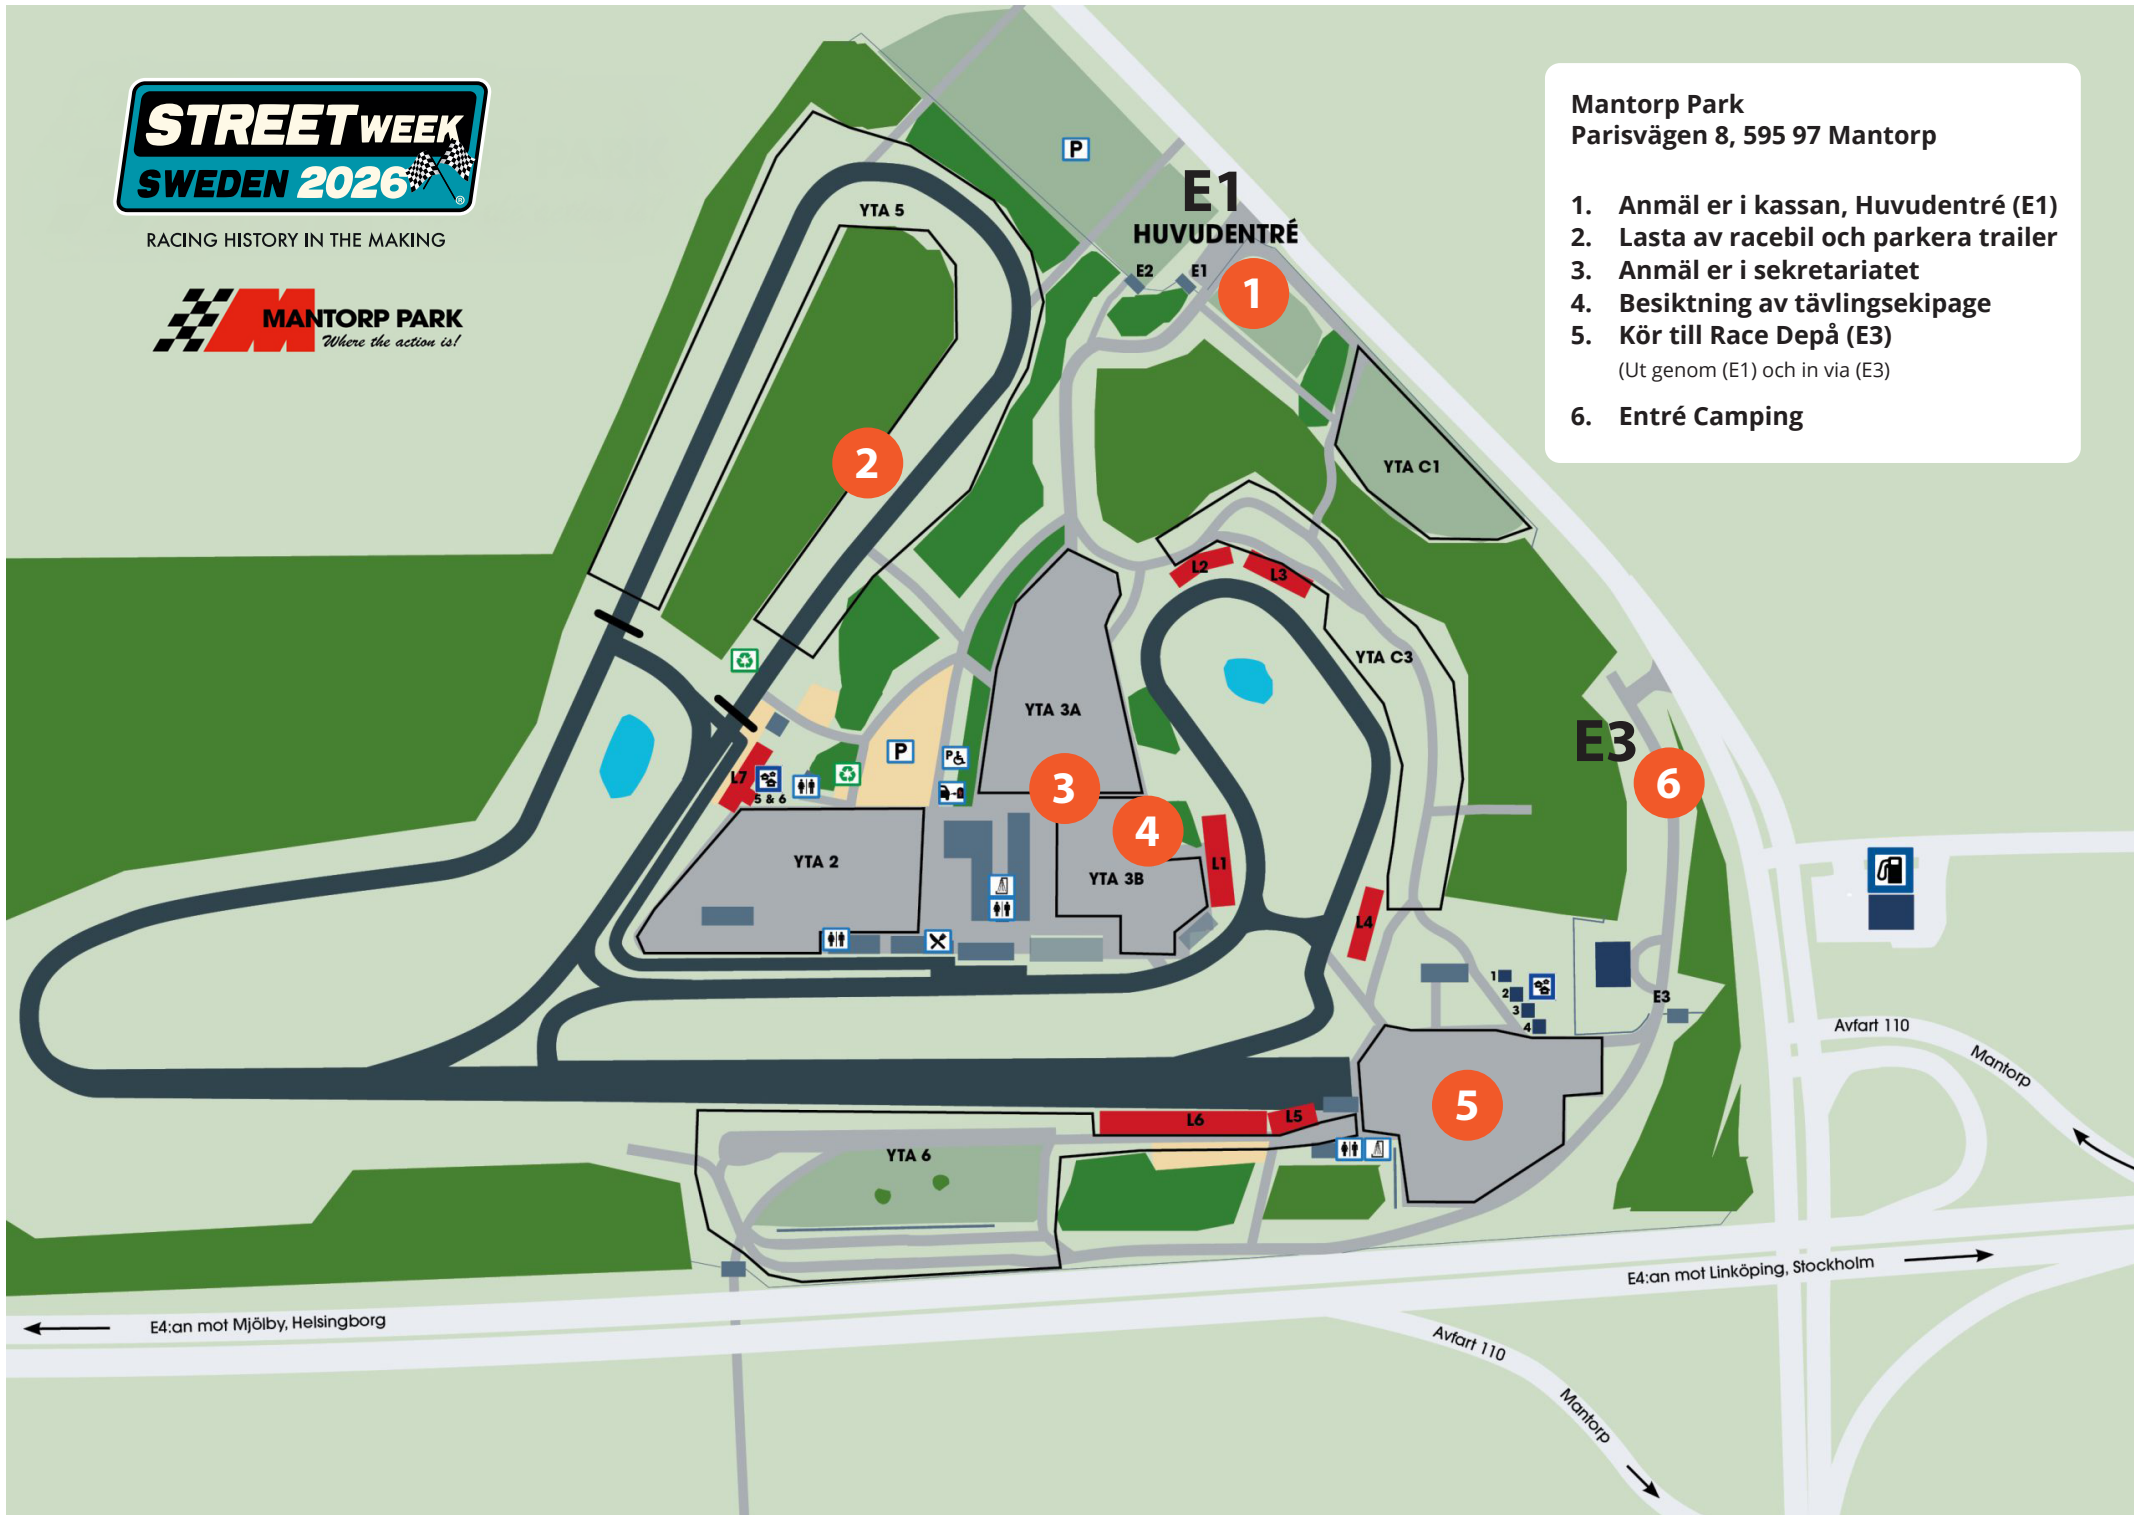 STREET WEEK
SWEDEN 2026
®
RACING HISTORY IN THE MAKING
MANTORP PARK
Where the action is!
Mantorp Park
Parisvägen 8, 595 97 Mantorp
1. Anmäl er i kassan, Huvudentré (E1)
2. Lasta av racebil och parkera trailer
3. Anmäl er i sekretariatet
4. Besiktning av tävlingsekipage
5. Kör till Race Depå (E3)
(Ut genom (E1) och in via (E3)
6. Entré Camping
P
E1
HUVUDENTRÉ
E2
E1
1
YTA 5
2
YTA C1
L2
L3
YTA C3
YTA 3A
E3
6
P
P
L7
5 & 6
3
4
YTA 2
YTA 3B
L1
L4
1
2
3
4
E3
Avfart 110
Mantorp
5
L6
L5
YTA 6
E4:an mot Linköping, Stockholm
E4:an mot Mjölby, Helsingborg
Avfart 110
Mantorp